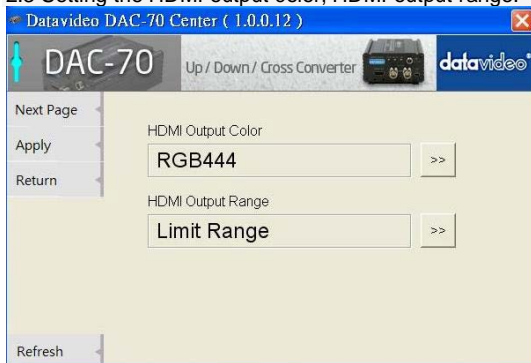 2.8 Setting the HDMI output color, HDMI output range.
Datavideo DAC-70 Center ( 1.0.0.12 )
DAC-70
Up / Down / Cross Converter
datavideo
Next Page
Apply
Return
HDMI Output Color
RGB444
>>
HDMI Output Range
Limit Range
>>
Refresh